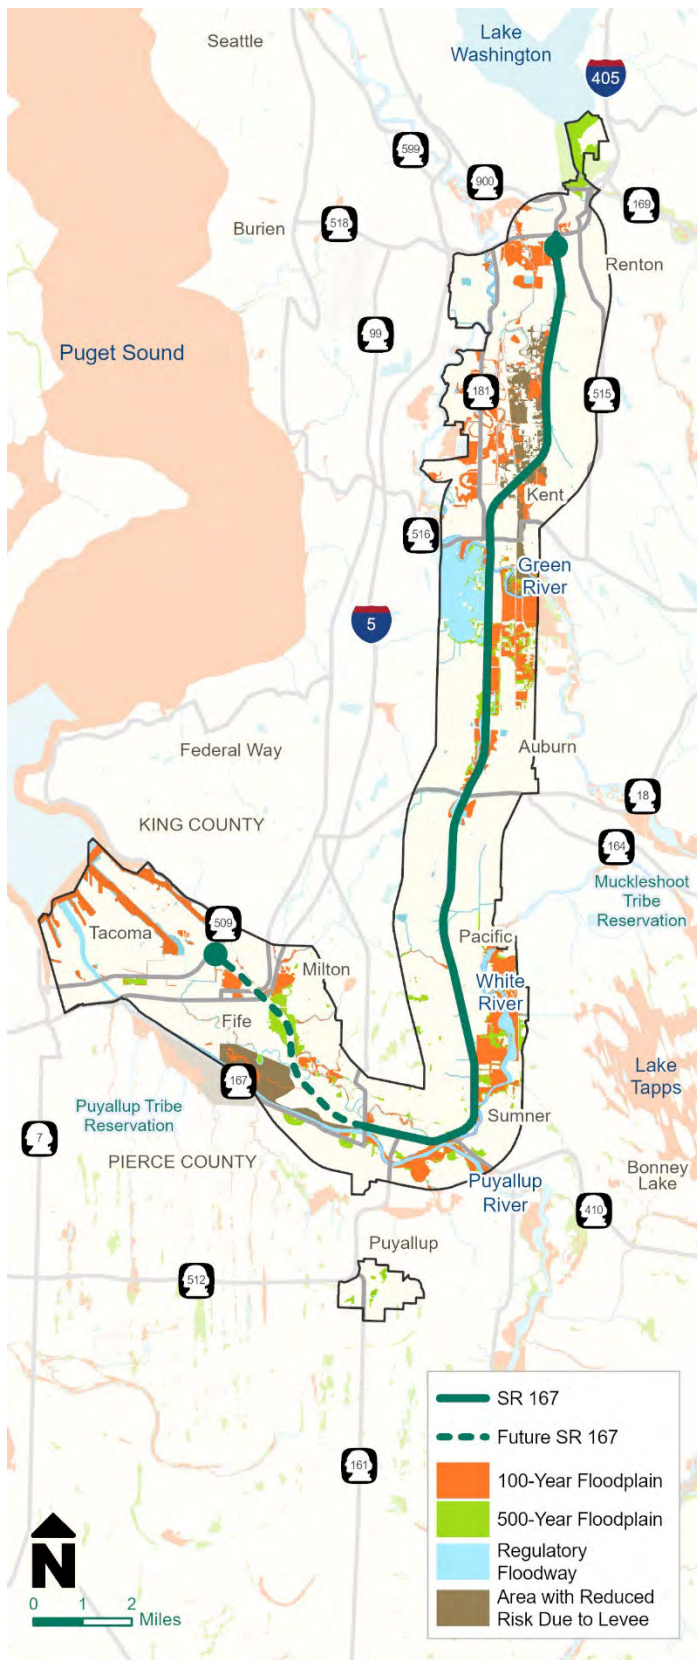 Seattle
Lake
Washington
405
599
900
169
518
Burien
Renton
99
Puget Sound
181
515
Kent
516
Green
River
5
Federal Way
Auburn
18
KING COUNTY
164
Muckleshoot
Tribe
Reservation
509
Tacoma
Pacific
Milton
White
River
Fife
167
Lake
Tapps
Puyallup Tribe
Reservation
Sumner
7
PIERCE COUNTY
Puyallup
River
Bonney
Lake
410
Puyallup
512
161
SR 167
Future SR 167
100-Year Floodplain
500-Year Floodplain
Regulatory
Floodway
Area with Reduced
Risk Due to Levee
N
0 1 2
Miles